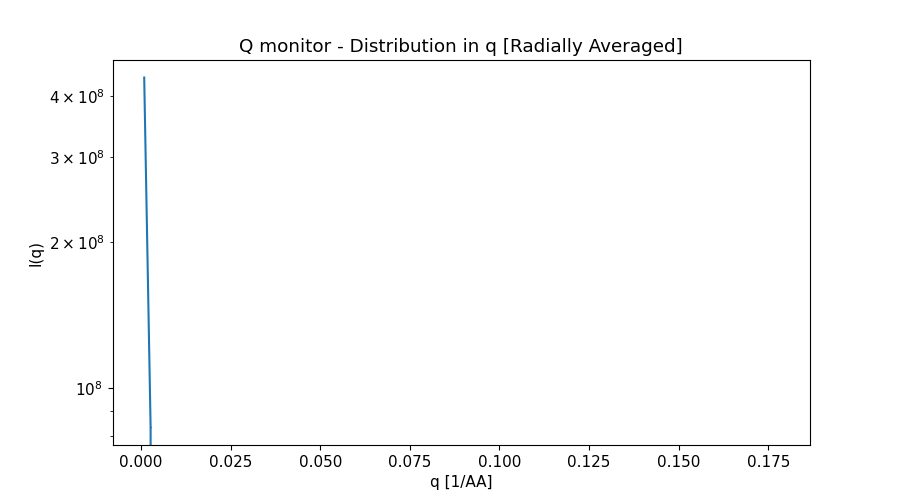 Q monitor - Distribution in q [Radially Averaged]
4 × 10⁸
3 × 10⁸
2 × 10⁸
10⁸
I(q)
0.000 0.025 0.050 0.075 0.100 0.125 0.150 0.175
q [1/AA]